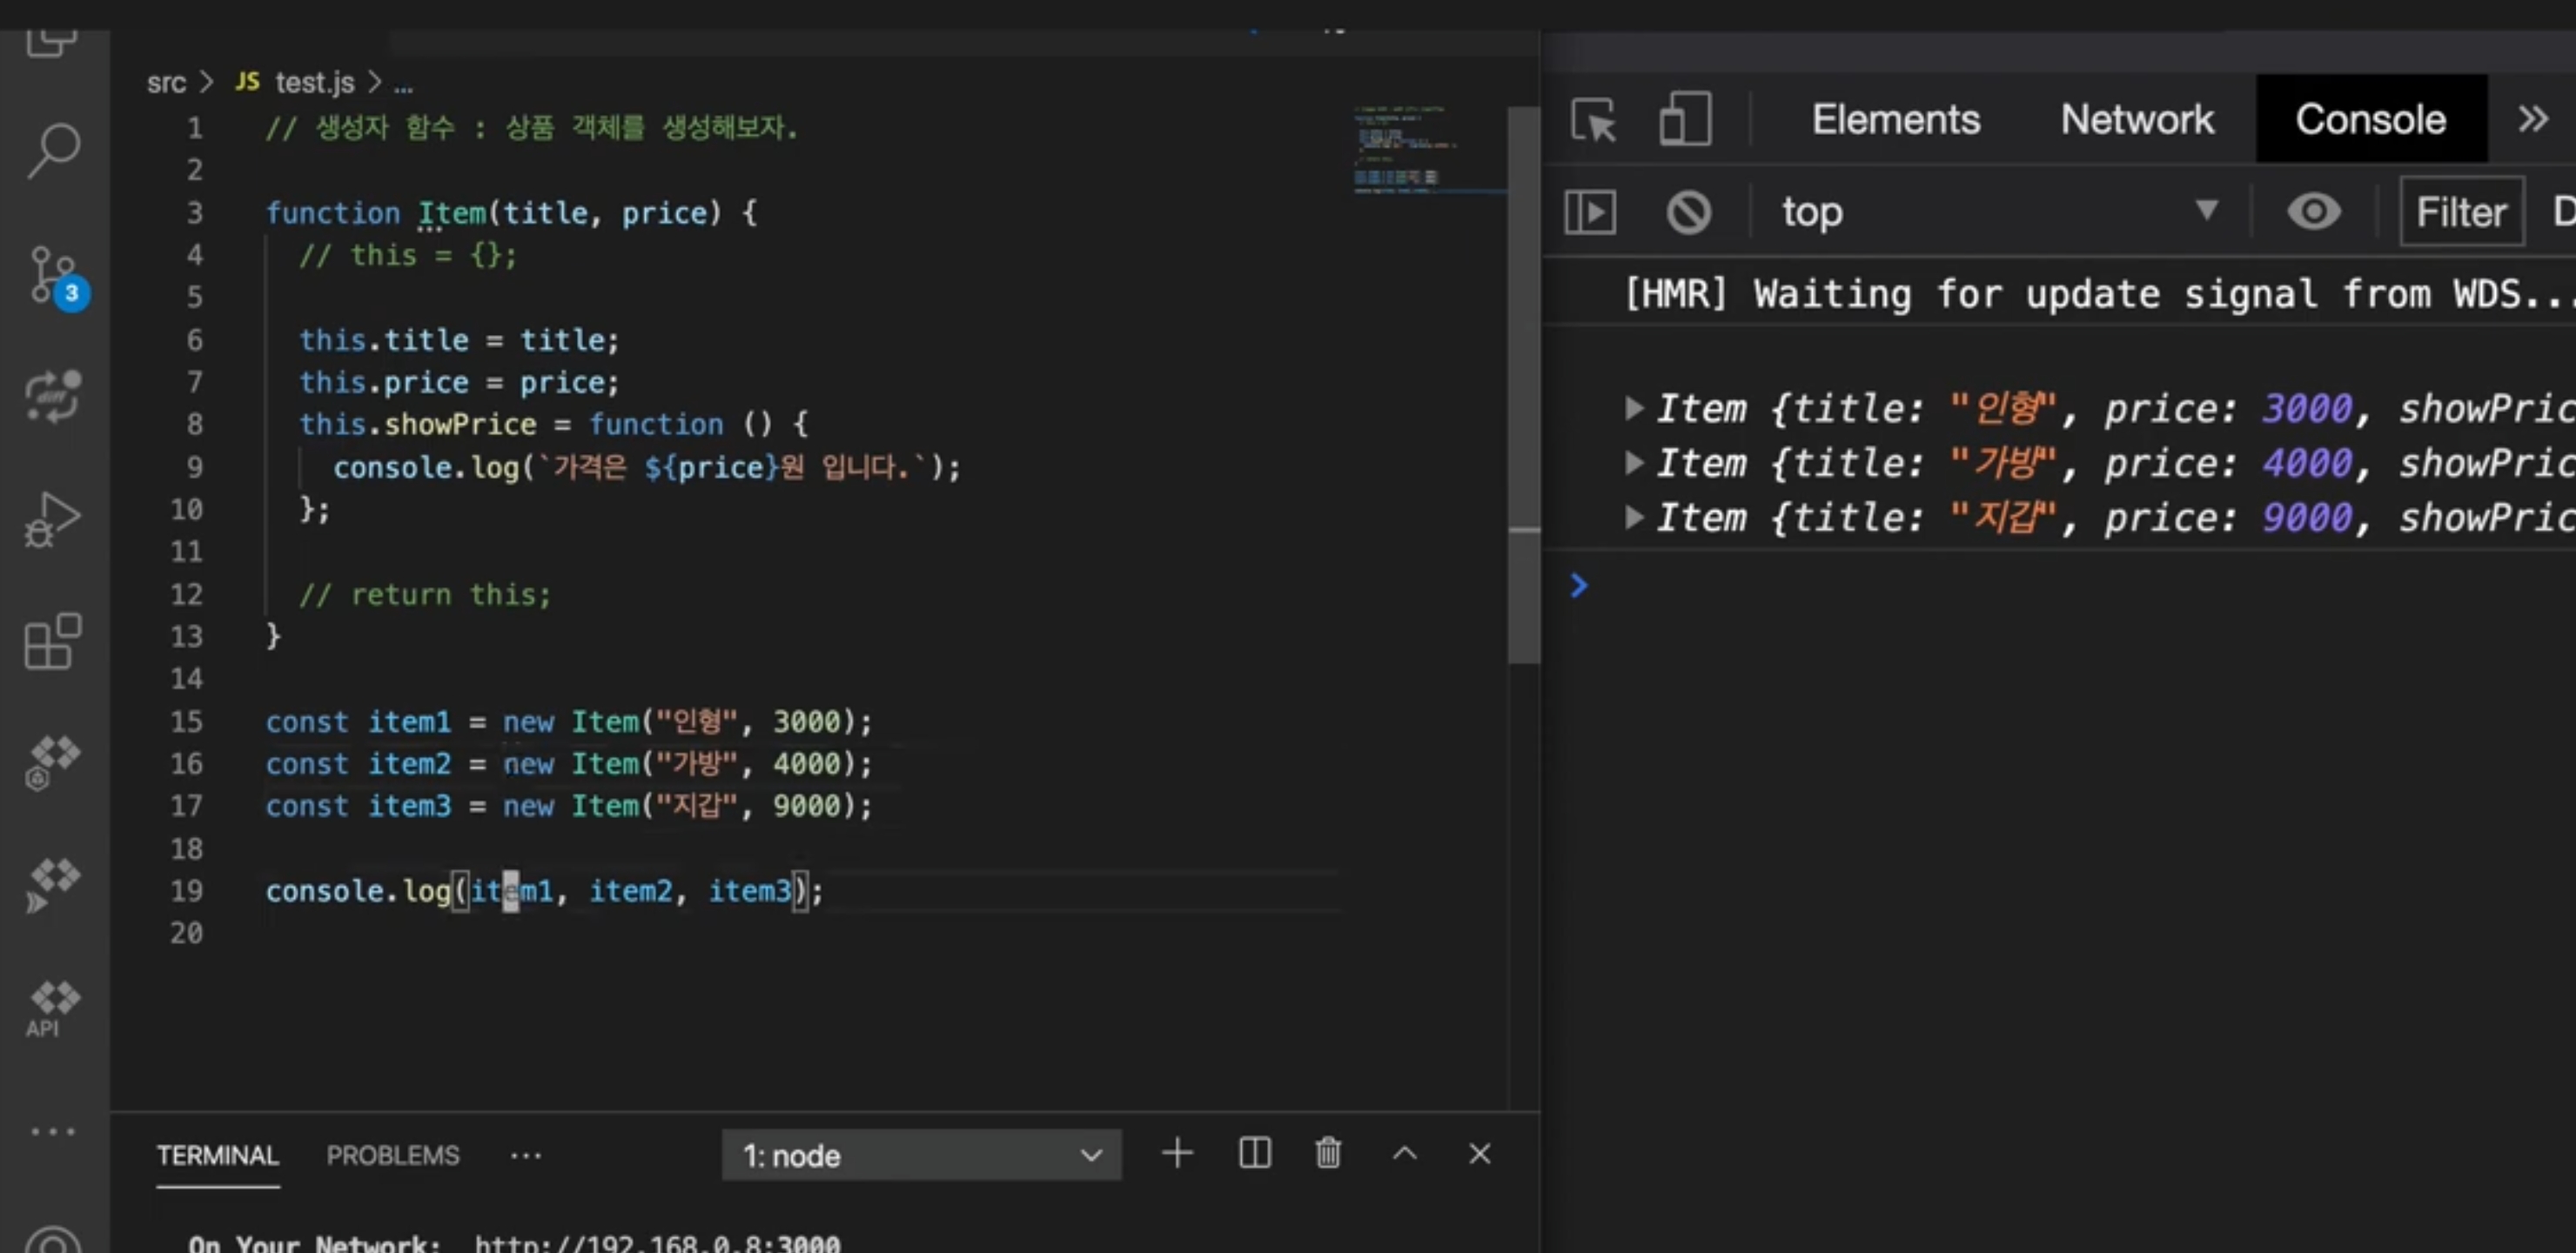 src > JS test.js > ...
1 // 생성자 함수 : 상품 객체를 생성해보자.
2
3 function Item(title, price) {
4 // this = {};
5
6 this.title = title;
7 this.price = price;
8 this.showPrice = function () {
9 console.log(`가격은 ${price}원 입니다.`);
10 };
11
12 // return this;
13 }
14
15 const item1 = new Item("인형", 3000);
16 const item2 = new Item("가방", 4000);
17 const item3 = new Item("지갑", 9000);
18
19 console.log(item1, item2, item3);
20
3
diff
API
TERMINAL PROBLEMS ... 1: node
On Your Network: http://192.168.0.8:3000
Elements Network Console »
top Filter D
[HMR] Waiting for update signal from WDS...
Item {title: "인형", price: 3000, showPric
Item {title: "가방", price: 4000, showPric
Item {title: "지갑", price: 9000, showPric
>